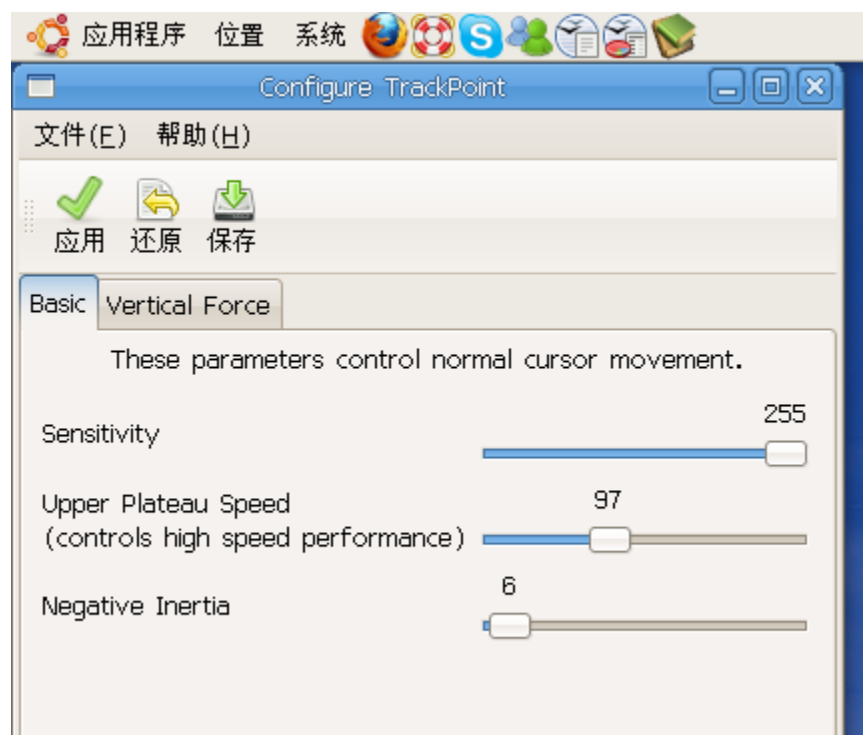 应用程序 位置 系统
Configure TrackPoint
文件(F) 帮助(H)
应用 还原 保存
Basic Vertical Force
These parameters control normal cursor movement.
255
Sensitivity
97
Upper Plateau Speed
(controls high speed performance)
6
Negative Inertia